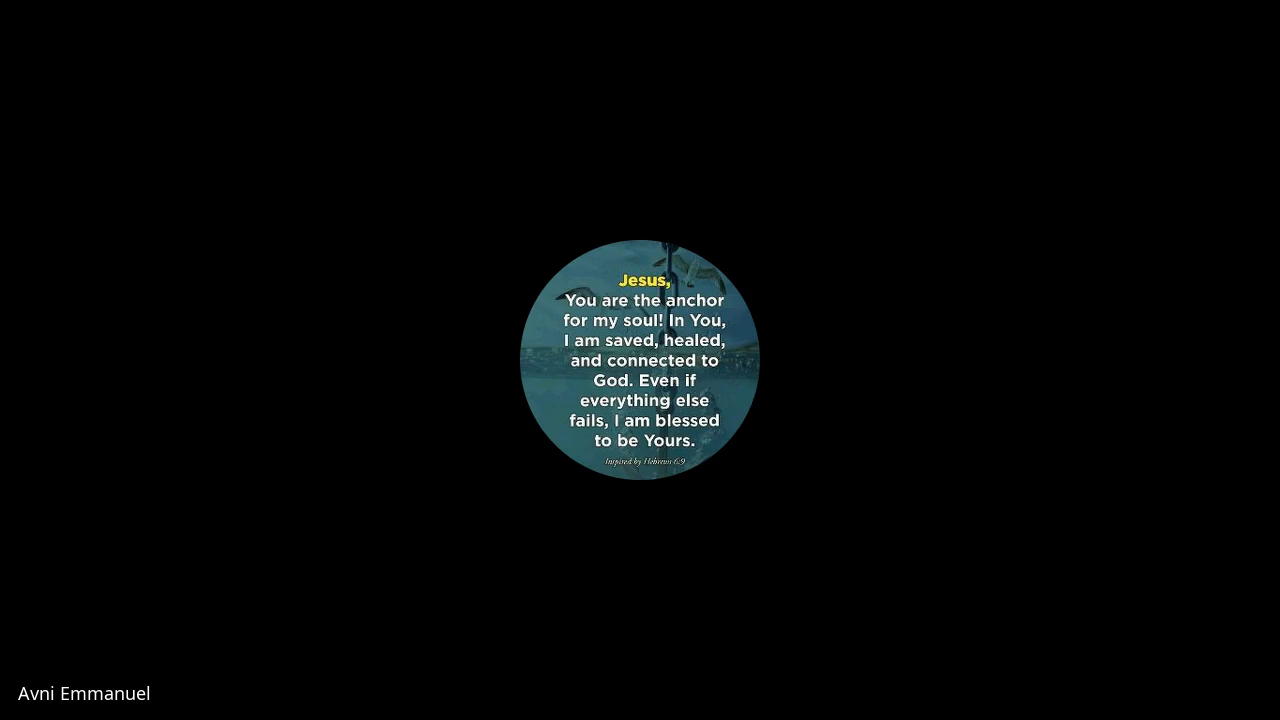 Jesus,
You are the anchor
for my soul! In You,
I am saved, healed,
and connected to
God. Even if
everything else
fails, I am blessed
to be Yours.
Inspired by Hebrews 6:9
Avni Emmanuel